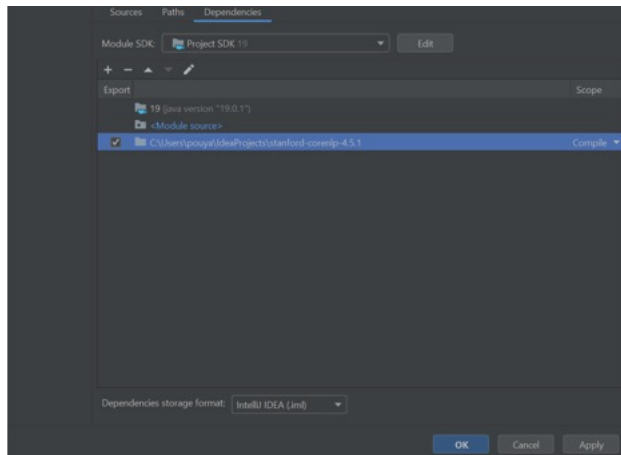 Sources Paths Dependencies
Module SDK: Project SDK 19 Edit
Export Scope
19 (java version "19.0.1")
<Module source>
C:\Users\pouya\IdeaProjects\stanford-corenlp-4.5.1 Compile
Dependencies storage format: IntelliJ IDEA (.iml)
OK Cancel Apply